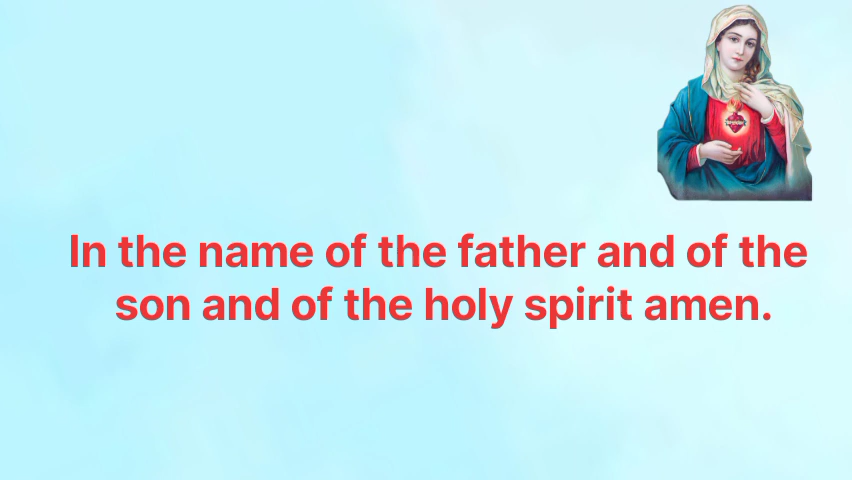 In the name of the father and of the
son and of the holy spirit amen.